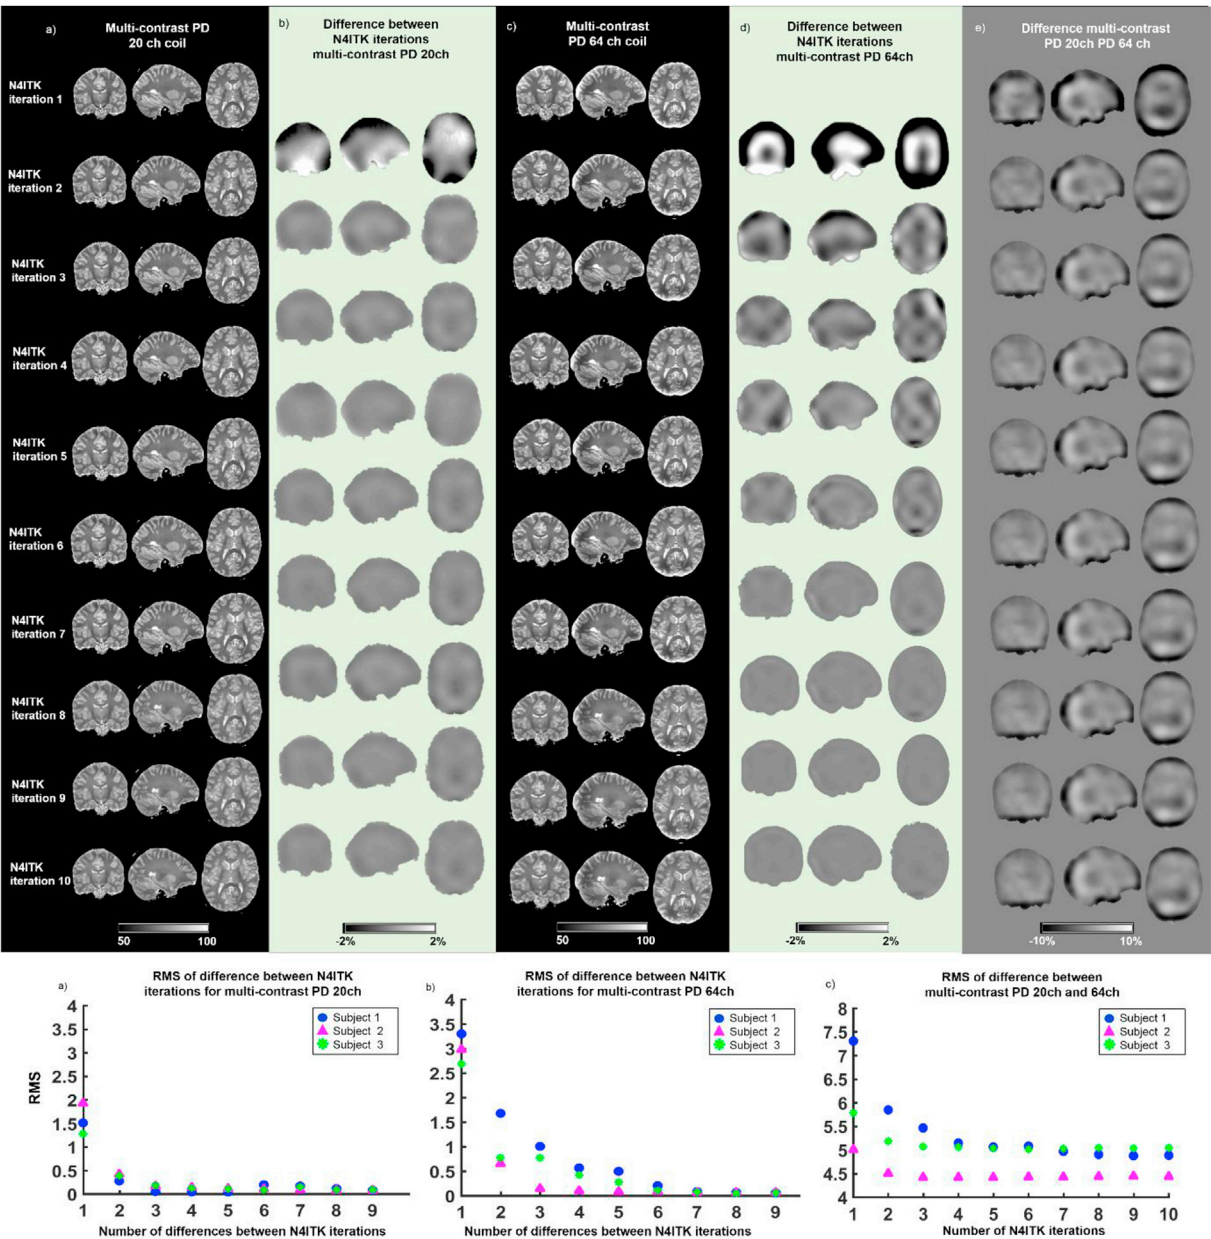 a)
Multi-contrast PD
20 ch coil
b)
Difference between
N4ITK iterations
multi-contrast PD 20ch
c)
Multi-contrast
PD 64 ch coil
d)
Difference between
N4ITK iterations
multi-contrast PD 64ch
e)
Difference multi-contrast
PD 20ch PD 64 ch
N4ITK
iteration 1
N4ITK
iteration 2
N4ITK
iteration 3
N4ITK
iteration 4
N4ITK
iteration 5
N4ITK
iteration 6
N4ITK
iteration 7
N4ITK
iteration 8
N4ITK
iteration 9
N4ITK
iteration 10
50 100
-2% 2%
50 100
-2% 2%
-10% 10%
a)
RMS of difference between N4ITK
iterations for multi-contrast PD 20ch
4
3.5
3
2.5
2
1.5
1
0.5
0
RMS
Subject 1
Subject 2
Subject 3
1 2 3 4 5 6 7 8 9
Number of differences between N4ITK iterations
b)
RMS of difference between N4ITK
iterations for multi-contrast PD 64ch
4
3.5
3
2.5
2
1.5
1
0.5
0
Subject 1
Subject 2
Subject 3
1 2 3 4 5 6 7 8 9
Number of differences between N4ITK iterations
c)
RMS of difference between
multi-contrast PD 20ch and 64ch
8
7.5
7
6.5
6
5.5
5
4.5
4
Subject 1
Subject 2
Subject 3
1 2 3 4 5 6 7 8 9 10
Number of N4ITK iterations